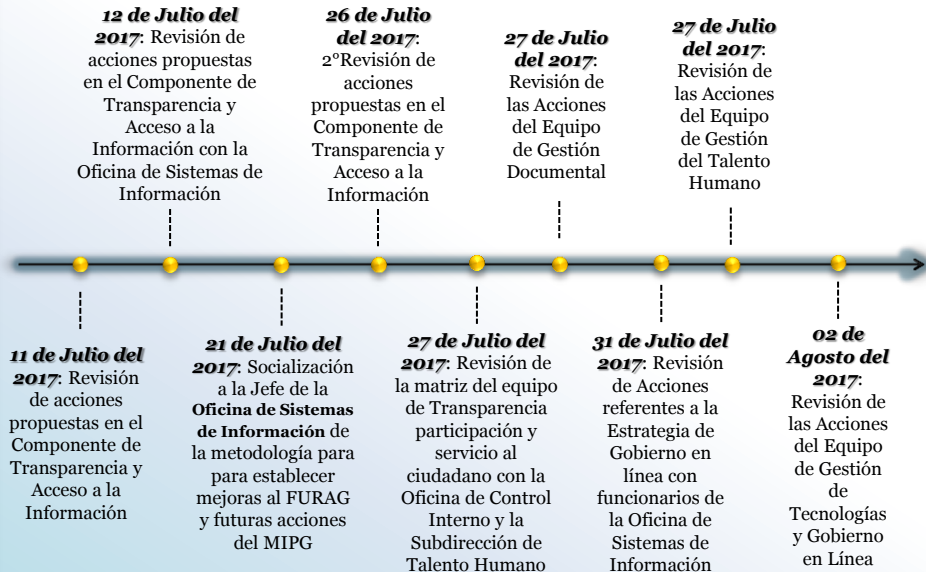 12 de Julio del
2017: Revisión de
acciones propuestas
en el Componente de
Transparencia y
Acceso a la
Información con la
Oficina de Sistemas de
Información
26 de Julio
del 2017:
2°Revisión de
acciones
propuestas en el
Componente de
Transparencia y
Acceso a la
Información
27 de Julio
del 2017:
Revisión de
las Acciones
del Equipo
de Gestión
Documental
27 de Julio
del 2017:
Revisión de
las Acciones
del Equipo
de Gestión
del Talento
Humano
11 de Julio del
2017: Revisión
de acciones
propuestas en el
Componente de
Transparencia y
Acceso a la
Información
21 de Julio del
2017: Socialización
a la Jefe de la
Oficina de Sistemas
de Información de
la metodología para
para establecer
mejoras al FURAG
y futuras acciones
del MIPG
27 de Julio del
2017: Revisión de
la matriz del equipo
de Transparencia
participación y
servicio al
ciudadano con la
Oficina de Control
Interno y la
Subdirección de
Talento Humano
31 de Julio del
2017: Revisión
de Acciones
referentes a la
Estrategia de
Gobierno en
línea con
funcionarios de
la Oficina de
Sistemas de
Información
02 de
Agosto del
2017:
Revisión de
las Acciones
del Equipo
de Gestión
de
Tecnologías
y Gobierno
en Línea